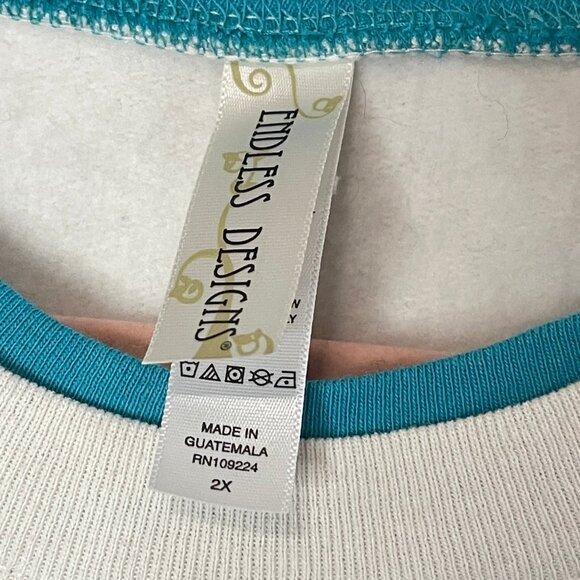 ENDLESS DESIGNS®
MADE IN
GUATEMALA
RN109224
2X